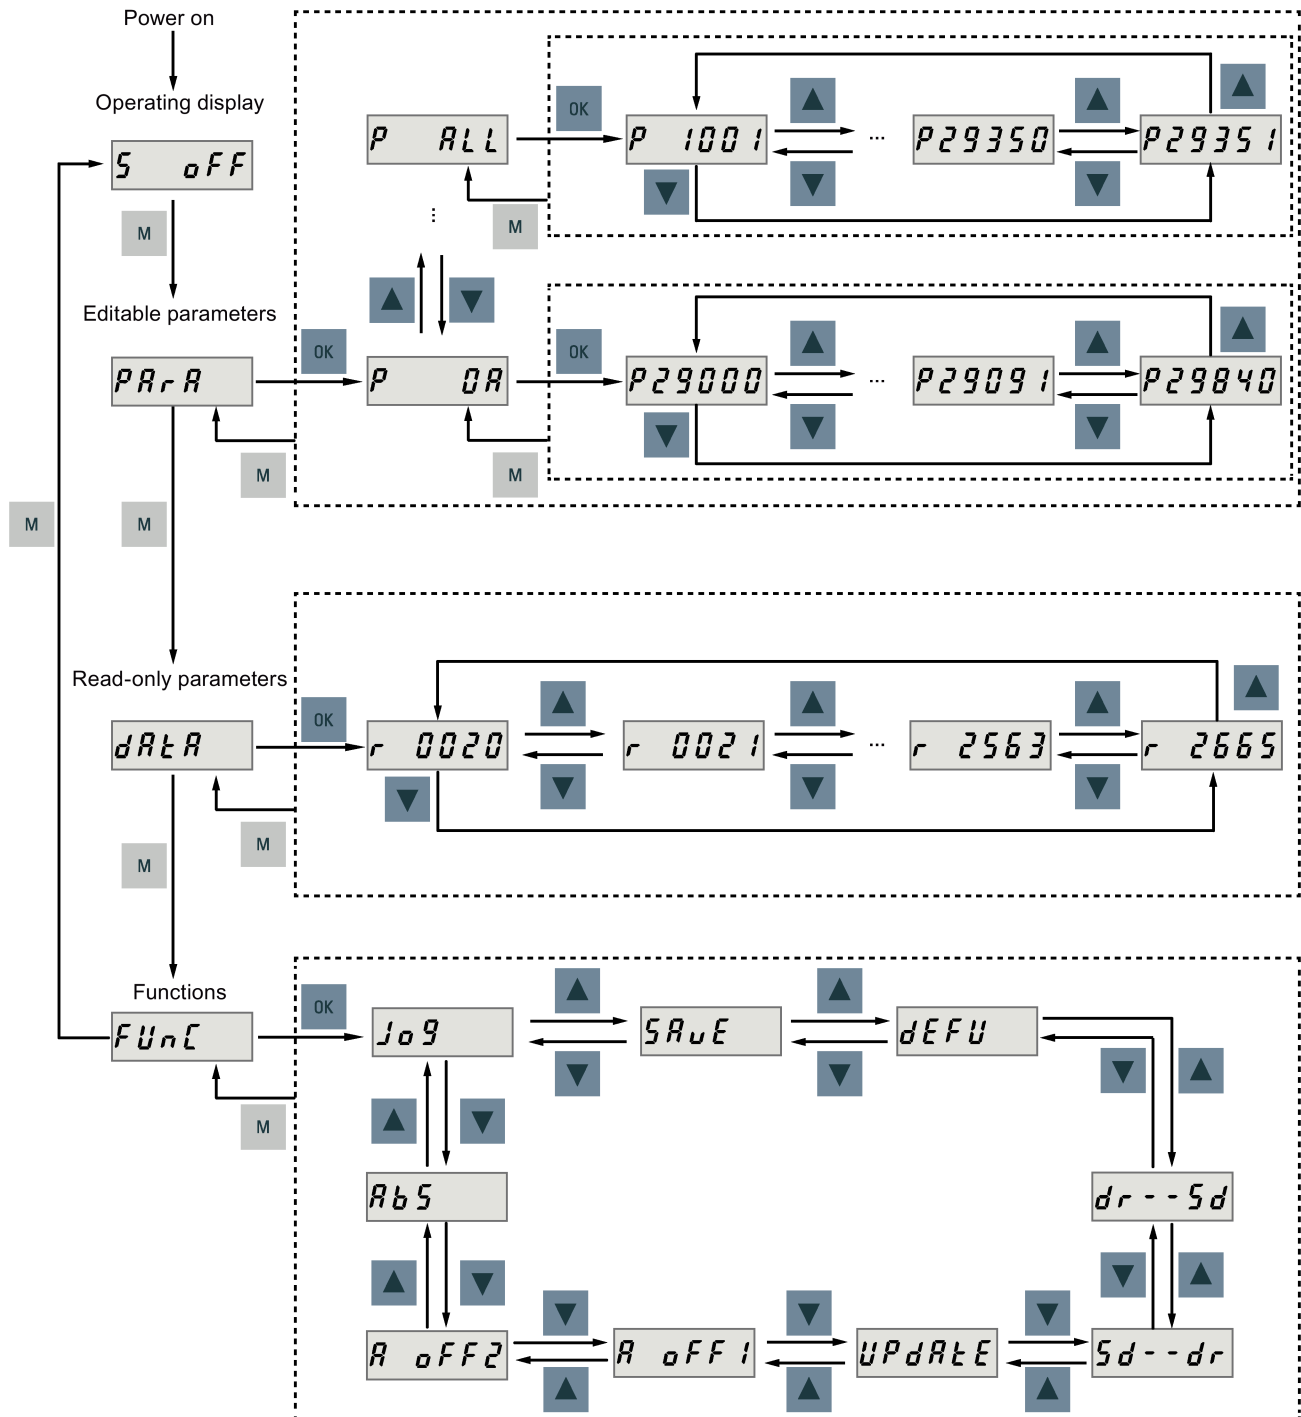 Power on
Operating display
S oFF
M
Editable parameters
PArA
OK
M
P ALL
OK
P 1001
...
P29350
P29351
M
...
P 0A
OK
P29000
...
P29091
P29840
M
M
M
Read-only parameters
dAtA
OK
r 0020
r 0021
...
r 2563
r 2665
M
M
Functions
FUnC
OK
Jog
SAvE
dEFU
M
AbS
dr--Sd
A oFF2
A oFF1
UPdAtE
Sd--dr